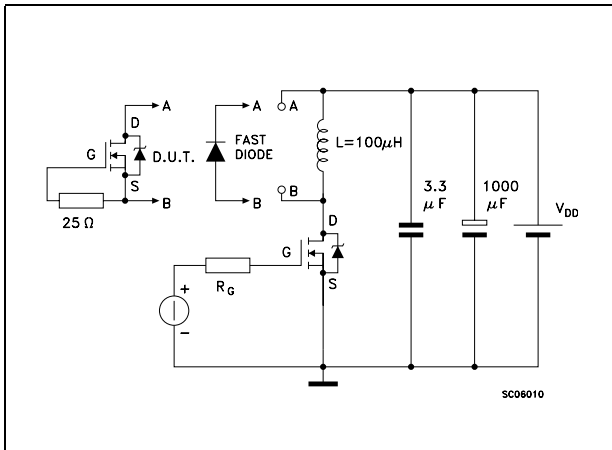 A
D
G
D.U.T.
S
B
25 Ω
A
FAST
DIODE
B
A
L=100μH
B
D
G
S
R_G
+
−
3.3
μF
1000
μF
V_DD
SC06010